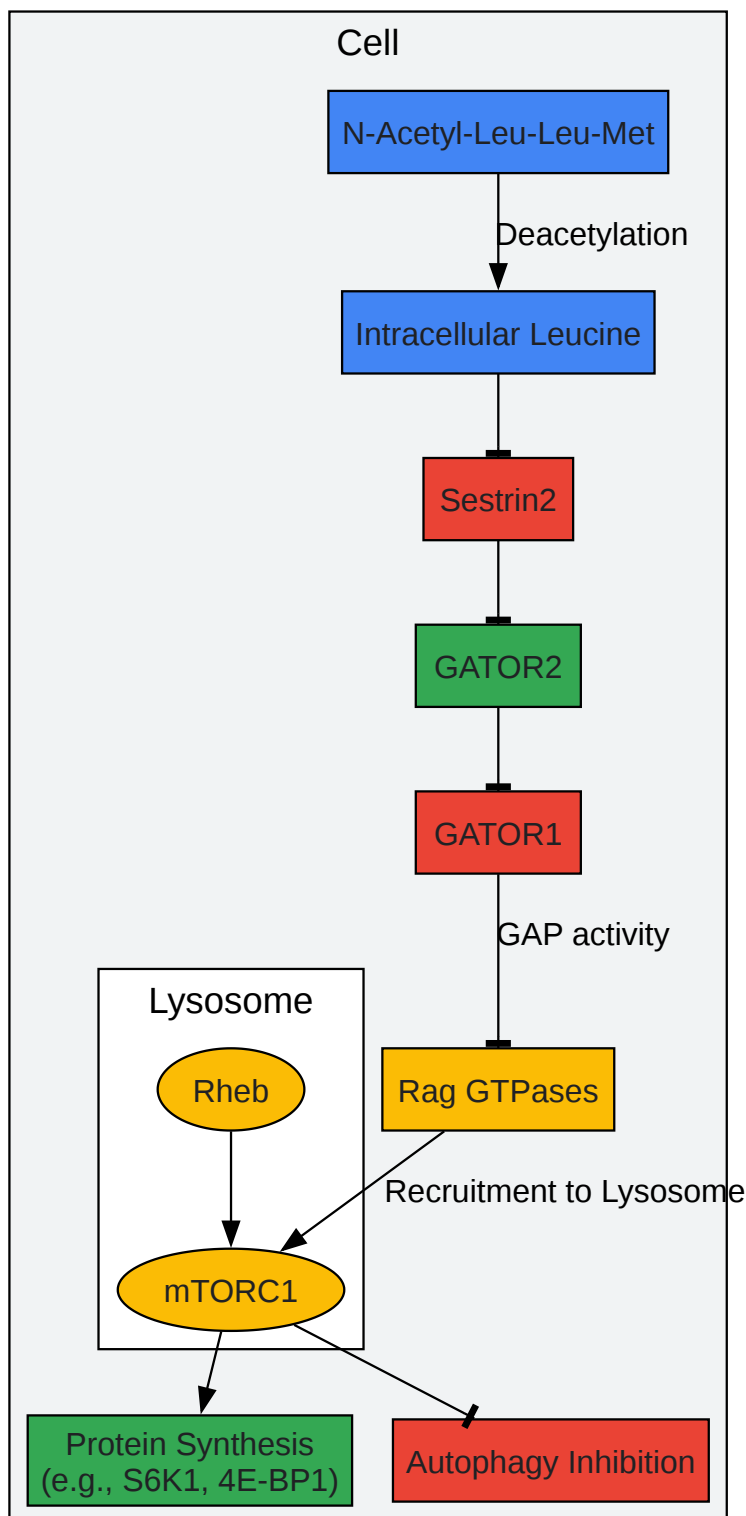 Cell
N-Acetyl-Leu-Leu-Met
Deacetylation
Intracellular Leucine
Sestrin2
GATOR2
GATOR1
GAP activity
Lysosome
Rheb
Rag GTPases
Recruitment to Lysosome
mTORC1
Protein Synthesis
(e.g., S6K1, 4E-BP1)
Autophagy Inhibition